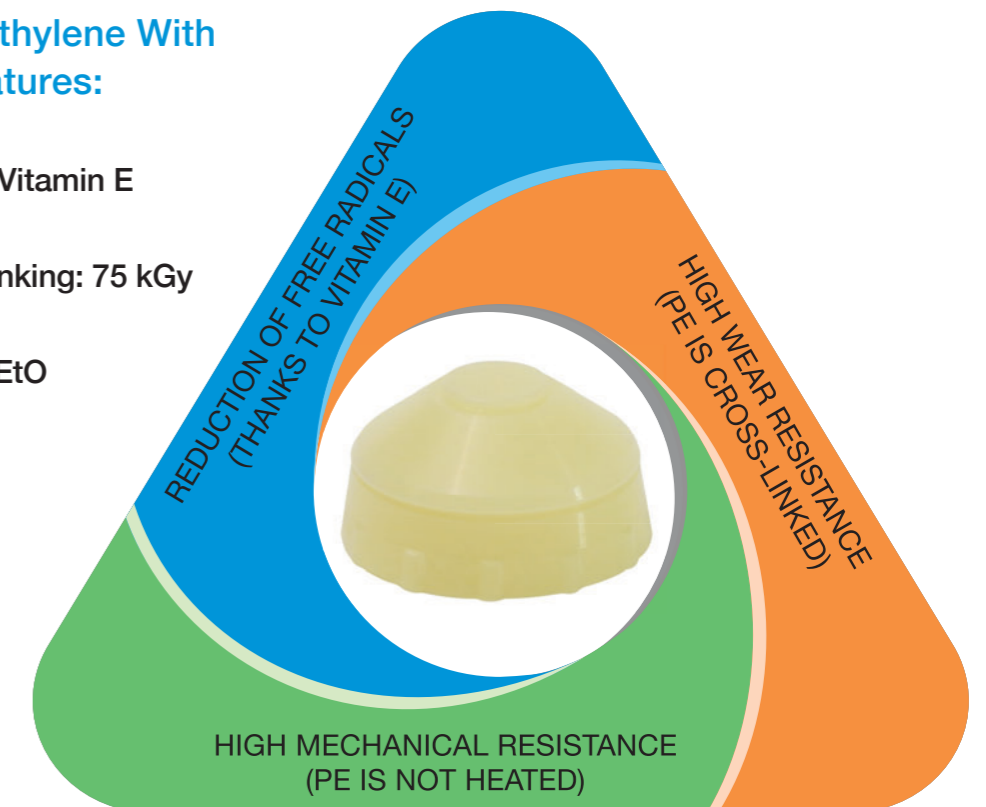 thylene With
atures:
Vitamin E
nking: 75 kGy
EtO
REDUCTION OF FREE RADICALS
(THANKS TO VITAMIN E)
HIGH WEAR RESISTANCE
(PE IS CROSS-LINKED)
HIGH MECHANICAL RESISTANCE
(PE IS NOT HEATED)